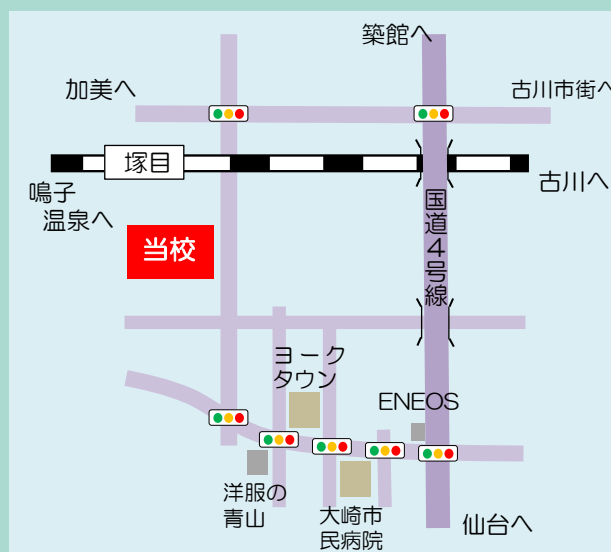 築館へ
加美へ
古川市街へ
塚目
古川へ
鳴子
温泉へ
国道4号線
当校
ヨーク
タウン
ENEOS
洋服の
青山
大崎市
民病院
仙台へ